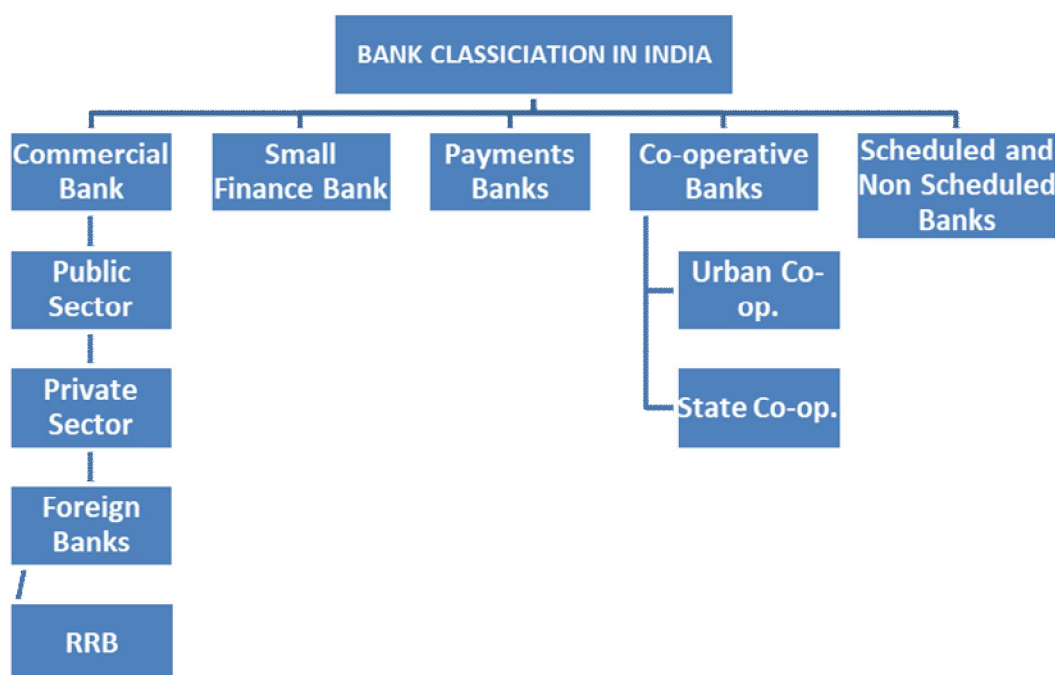 BANK CLASSICIATION IN INDIA
Commercial
Bank
Small
Finance Bank
Payments
Banks
Co-operative
Banks
Scheduled and
Non Scheduled
Banks
Public
Sector
Private
Sector
Foreign
Banks
RRB
Urban Co-
op.
State Co-op.